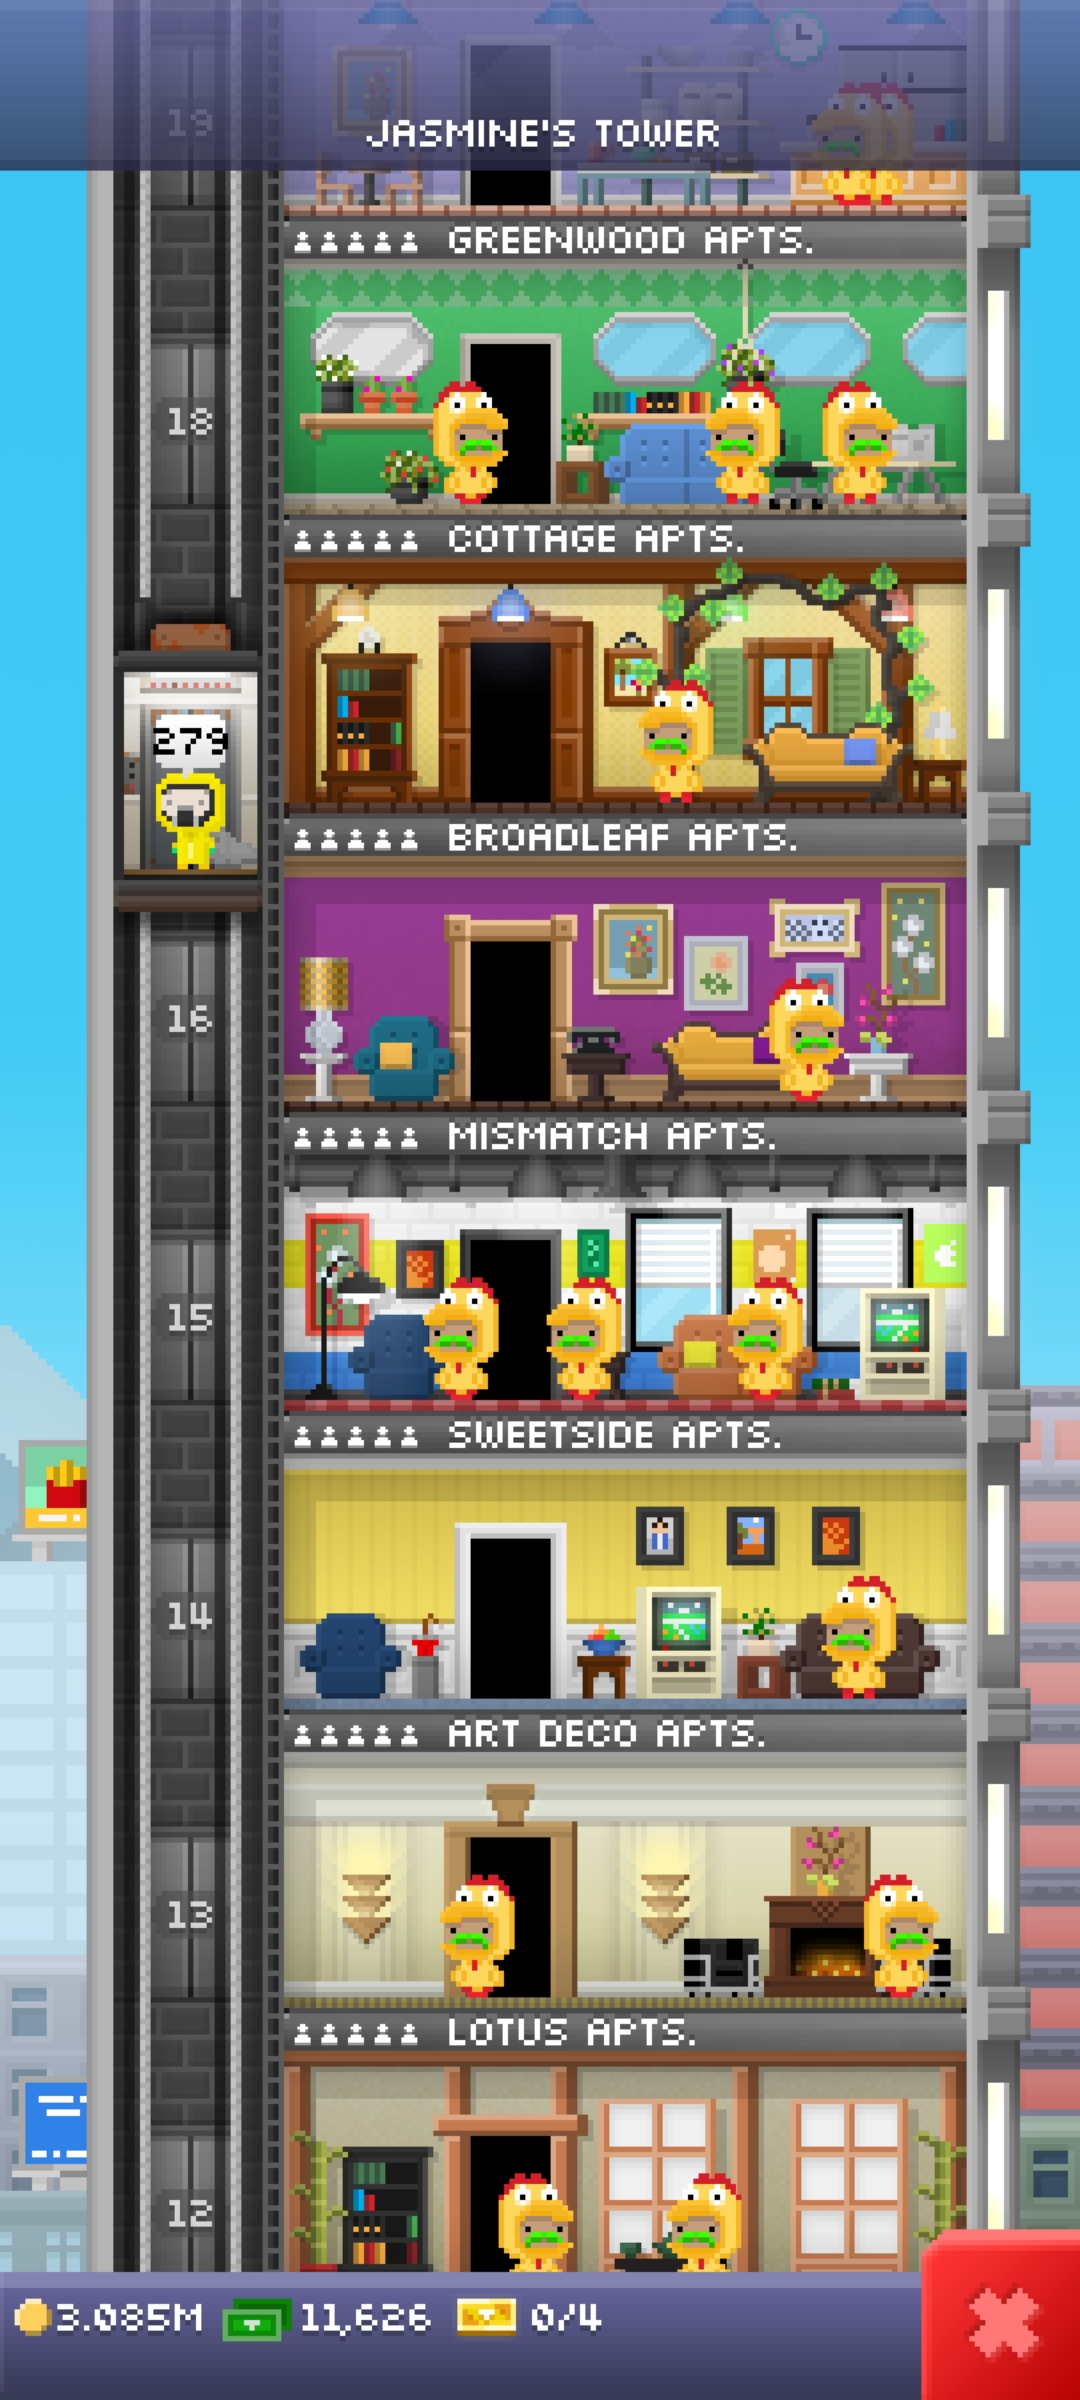 19
JASMINE'S TOWER
GREENWOOD APTS.
18
COTTAGE APTS.
279
BROADLEAF APTS.
16
MISMATCH APTS.
15
SWEETSIDE APTS.
14
ART DECO APTS.
13
LOTUS APTS.
12
3.085M 11,626 0/4